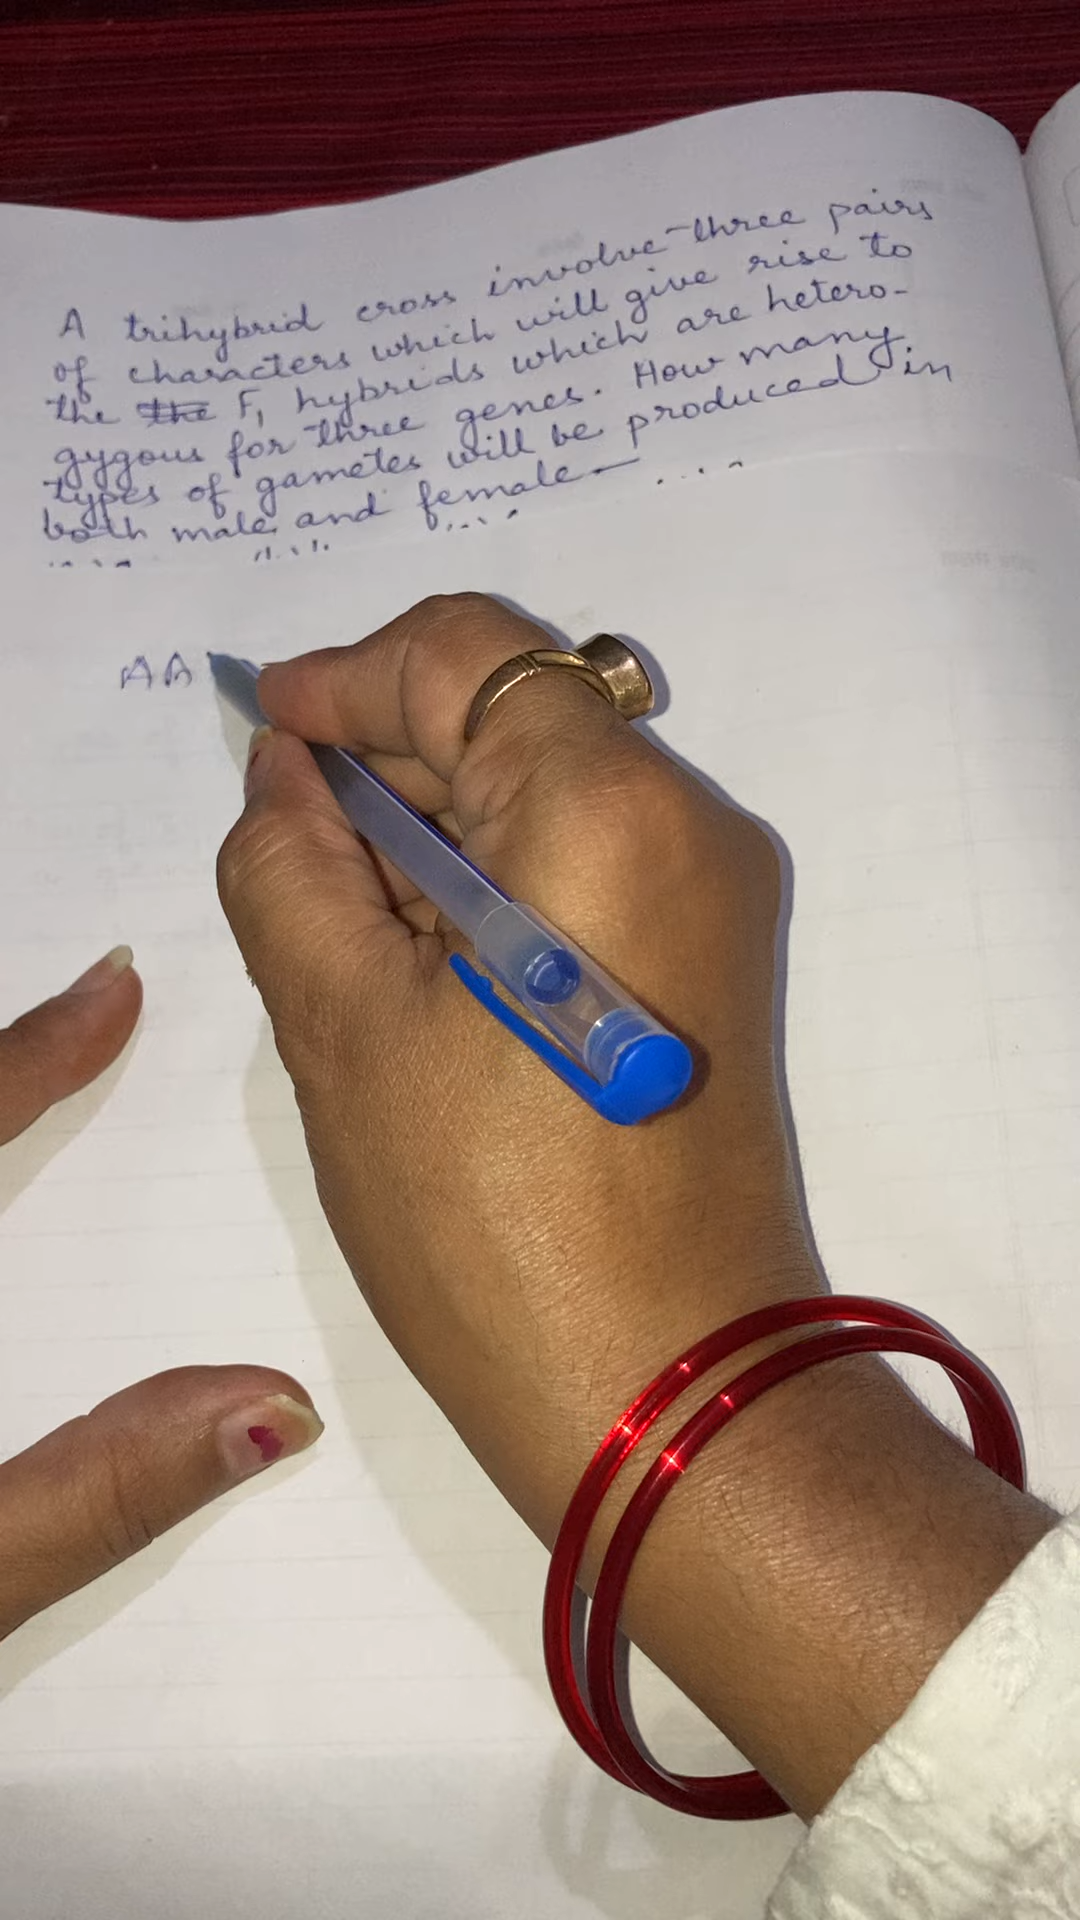 A trihybrid cross involve three pairs
of characters which will give rise to
the the F1 hybrids which are hetero-
gygous for three genes. How many
types of gametes will be produced in
both male and female—
AA